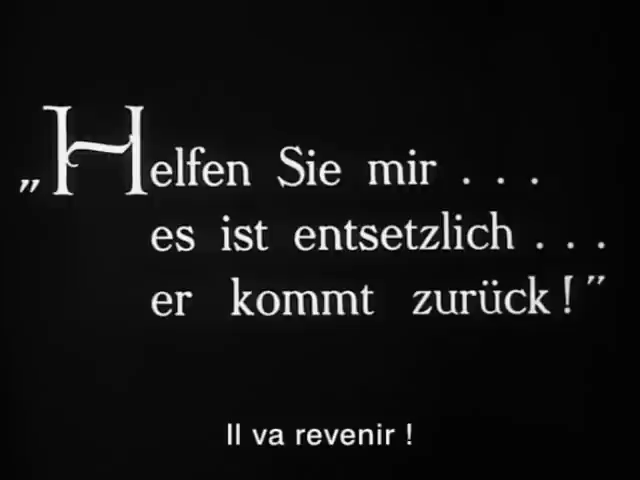 „Helfen Sie mir . . .
es ist entsetzlich . . .
er kommt zurück!”
Il va revenir !